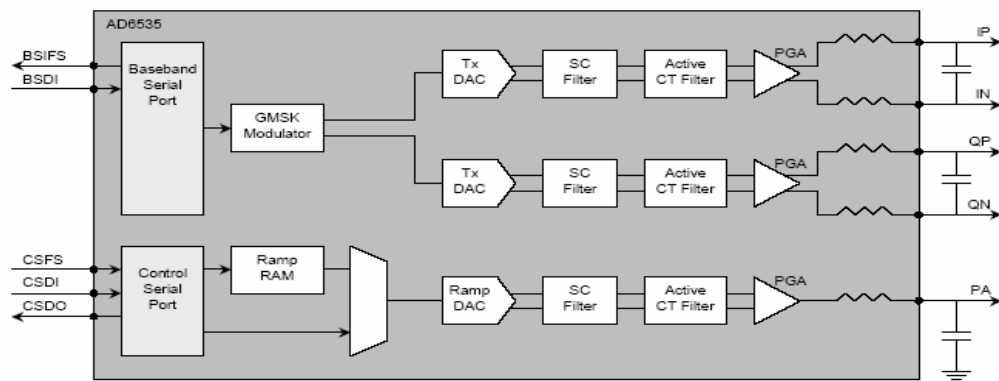 AD6535
BSIFS
BSDI
Baseband
Serial
Port
GMSK
Modulator
Tx
DAC
SC
Filter
Active
CT Filter
PGA
IP
IN
Tx
DAC
SC
Filter
Active
CT Filter
PGA
QP
QN
CSFS
CSDI
CSDO
Control
Serial
Port
Ramp
RAM
Ramp
DAC
SC
Filter
Active
CT Filter
PGA
PA